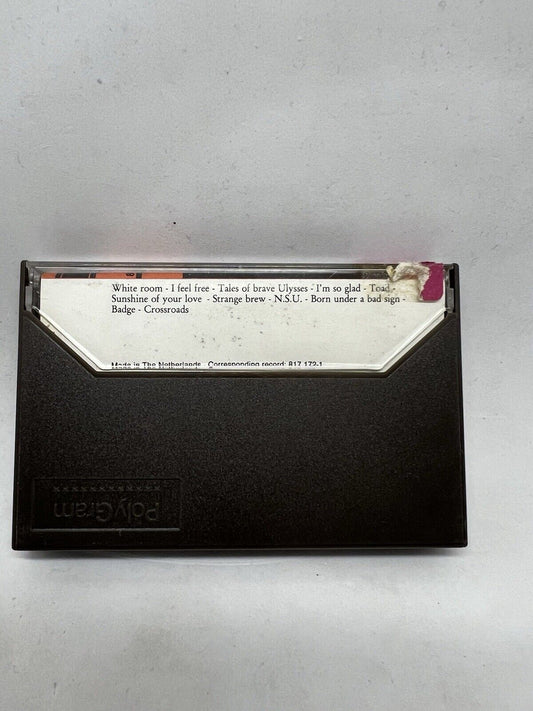 White room - I feel free - Tales of brave Ulysses - I'm so glad - Toad -
Sunshine of your love - Strange brew - N.S.U. - Born under a bad sign -
Badge - Crossroads
Made in The Netherlands Corresponding record: 817 172-1
PolyGram